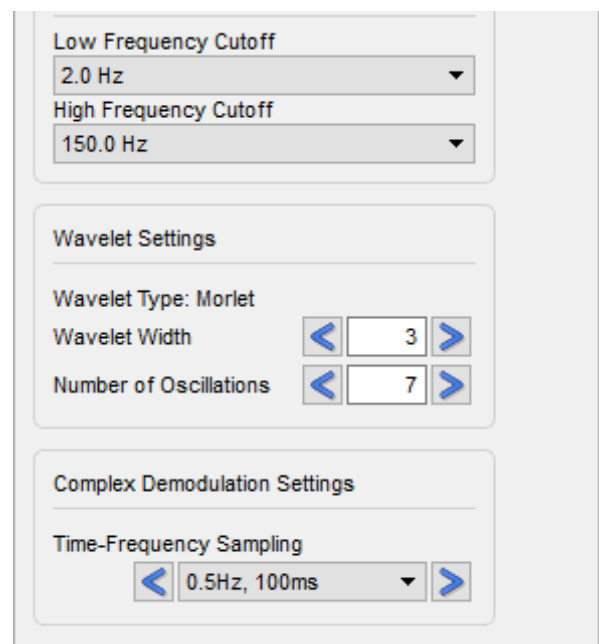 Low Frequency Cutoff
2.0 Hz
High Frequency Cutoff
150.0 Hz
Wavelet Settings
Wavelet Type: Morlet
Wavelet Width 3
Number of Oscillations 7
Complex Demodulation Settings
Time-Frequency Sampling
0.5Hz, 100ms